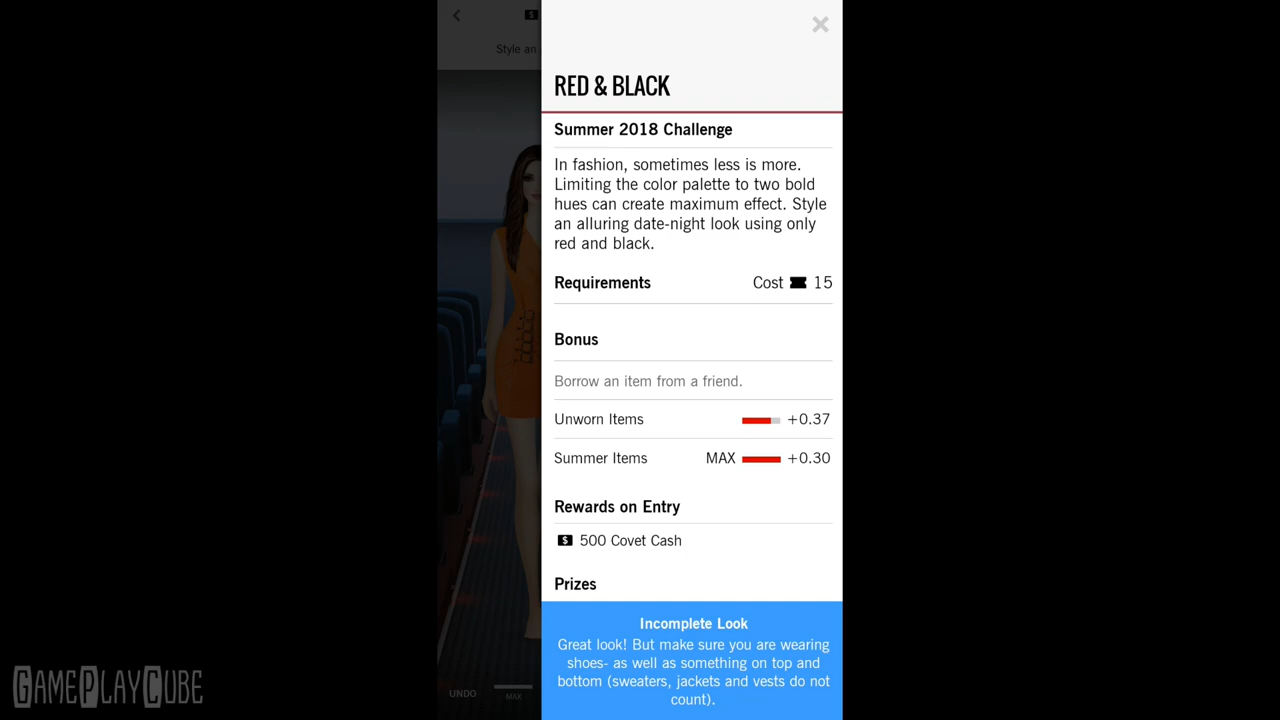 Style an
RED & BLACK
Summer 2018 Challenge
In fashion, sometimes less is more.
Limiting the color palette to two bold
hues can create maximum effect. Style
an alluring date-night look using only
red and black.
Requirements Cost 15
Bonus
Borrow an item from a friend.
Unworn Items +0.37
Summer Items MAX +0.30
Rewards on Entry
$ 500 Covet Cash
Prizes
Incomplete Look
Great look! But make sure you are wearing
shoes- as well as something on top and
bottom (sweaters, jackets and vests do not
count).
UNDO
MAX
GAMEPLAYCUBE